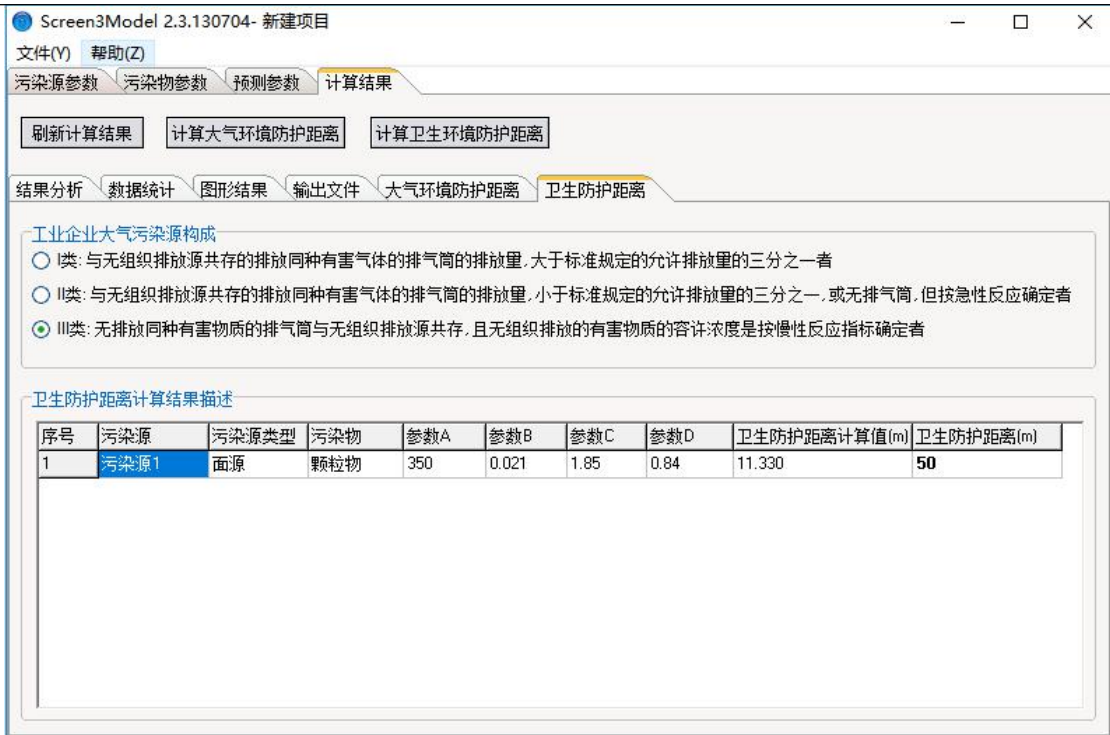 Screen3Model 2.3.130704- 新建项目
文件(Y) 帮助(Z)
污染源参数 污染物参数 预测参数 计算结果
刷新计算结果 计算大气环境防护距离 计算卫生环境防护距离
结果分析 数据统计 图形结果 输出文件 大气环境防护距离 卫生防护距离
工业企业大气污染源构成
I类: 与无组织排放源共存的排放同种有害气体的排气筒的排放量,大于标准规定的允许排放量的三分之一者
II类: 与无组织排放源共存的排放同种有害气体的排气筒的排放量,小于标准规定的允许排放量的三分之一,或无排气筒,但按急性反应确定者
III类: 无排放同种有害物质的排气筒与无组织排放源共存,且无组织排放的有害物质的容许浓度是按慢性反应指标确定者
卫生防护距离计算结果描述
序号 污染源 污染源类型 污染物 参数A 参数B 参数C 参数D 卫生防护距离计算值(m) 卫生防护距离(m)
1 污染源1 面源 颗粒物 350 0.021 1.85 0.84 11.330 50